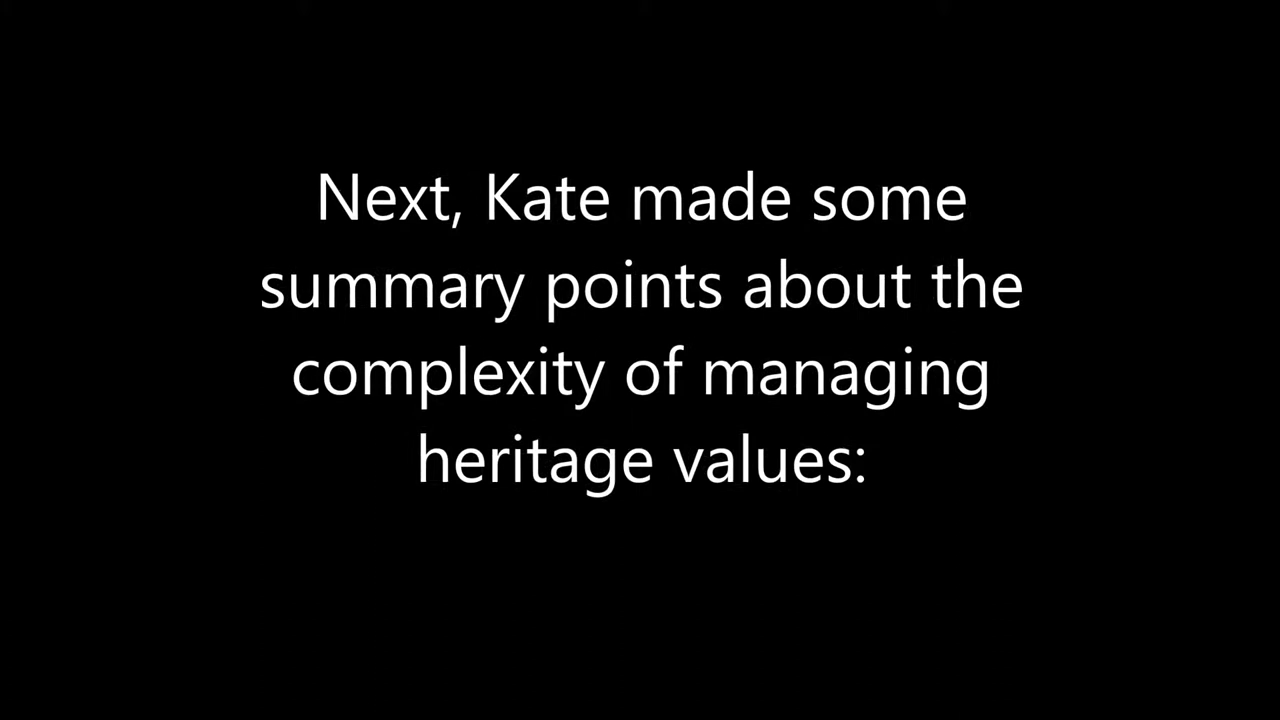 Next, Kate made some
summary points about the
complexity of managing
heritage values: